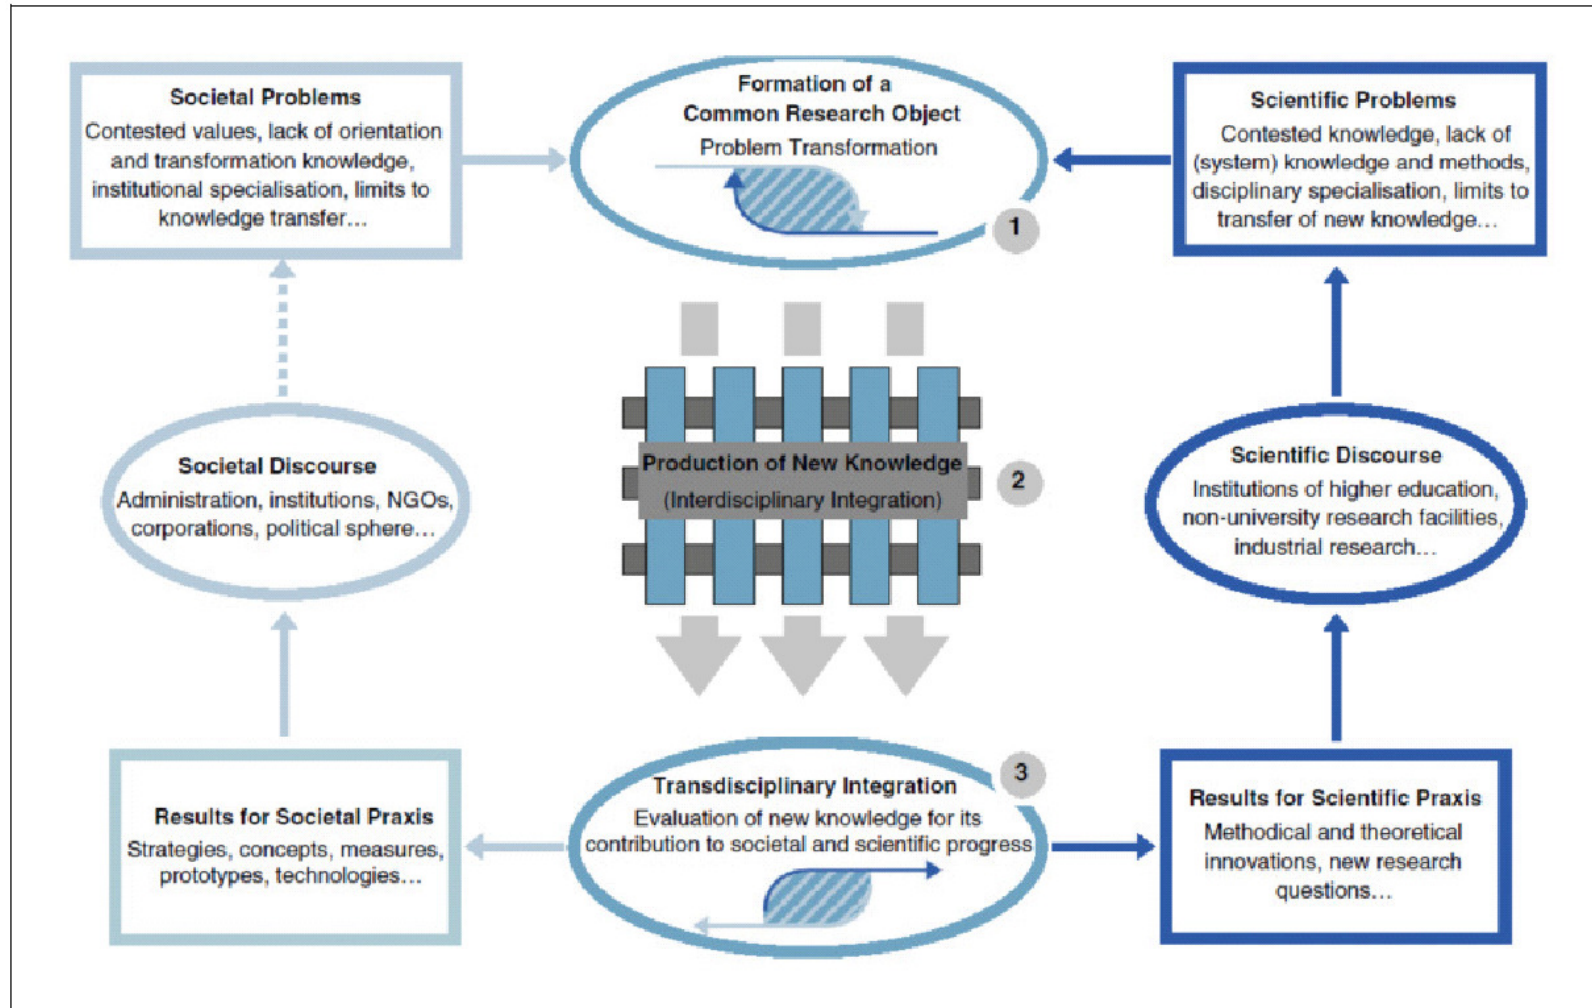 Societal Problems
Contested values, lack of orientation
and transformation knowledge,
institutional specialisation, limits to
knowledge transfer…
Formation of a
Common Research Object
Problem Transformation
1
Scientific Problems
Contested knowledge, lack of
(system) knowledge and methods,
disciplinary specialisation, limits to
transfer of new knowledge…
Societal Discourse
Administration, institutions, NGOs,
corporations, political sphere…
Production of New Knowledge
(Interdisciplinary Integration)
2
Scientific Discourse
Institutions of higher education,
non-university research facilities,
industrial research…
Results for Societal Praxis
Strategies, concepts, measures,
prototypes, technologies…
3
Transdisciplinary Integration
Evaluation of new knowledge for its
contribution to societal and scientific progress
Results for Scientific Praxis
Methodical and theoretical
innovations, new research
questions…